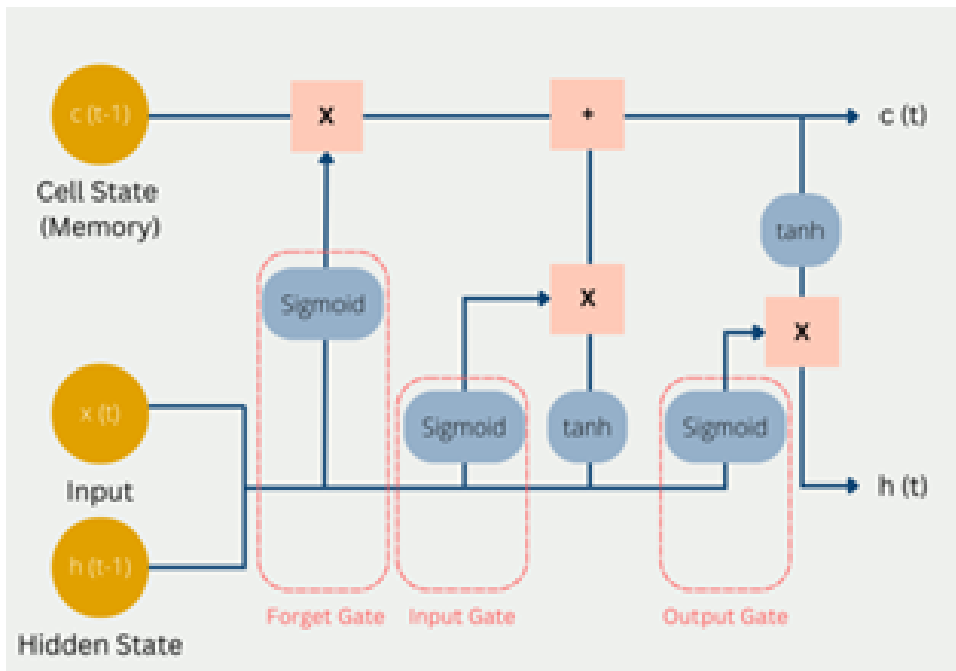 c (t-1)
X
+
c (t)
Cell State
(Memory)
tanh
Sigmoid
X
X
x (t)
Sigmoid
tanh
Sigmoid
Input
h (t)
h (t-1)
Forget Gate
Input Gate
Output Gate
Hidden State